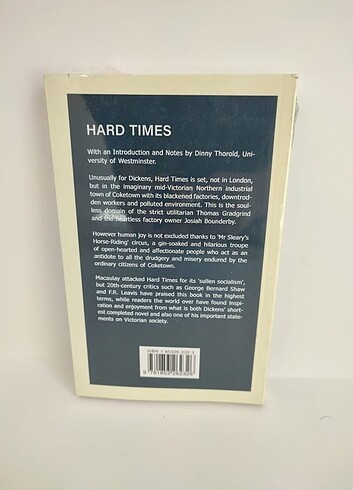 HARD TIMES
With an Introduction and Notes by Dinny Thorold, Uni-
versity of Westminster.
Unusually for Dickens, Hard Times is set, not in London,
but in the imaginary mid-Victorian Northern industrial
town of Coketown with its blackened factories, downtrod-
den workers and polluted environment. This is the soul-
less domain of the strict utilitarian Thomas Gradgrind
and the heartless factory owner Josiah Bounderby.
However human joy is not excluded thanks to 'Mr Sleary's
Horse-Riding' circus, a gin-soaked and hilarious troupe
of open-hearted and affectionate people who act as an
antidote to all the drudgery and misery endured by the
ordinary citizens of Coketown.
Macaulay attacked Hard Times for its 'sullen socialism',
but 20th-century critics such as George Bernard Shaw
and F.R. Leavis have praised this book in the highest
terms, while readers the world over have found inspi-
ration and enjoyment from what is both Dickens' short-
est completed novel and also one of his important state-
ments on Victorian society.
ISBN 1 85326 232 3
9 781853 262326